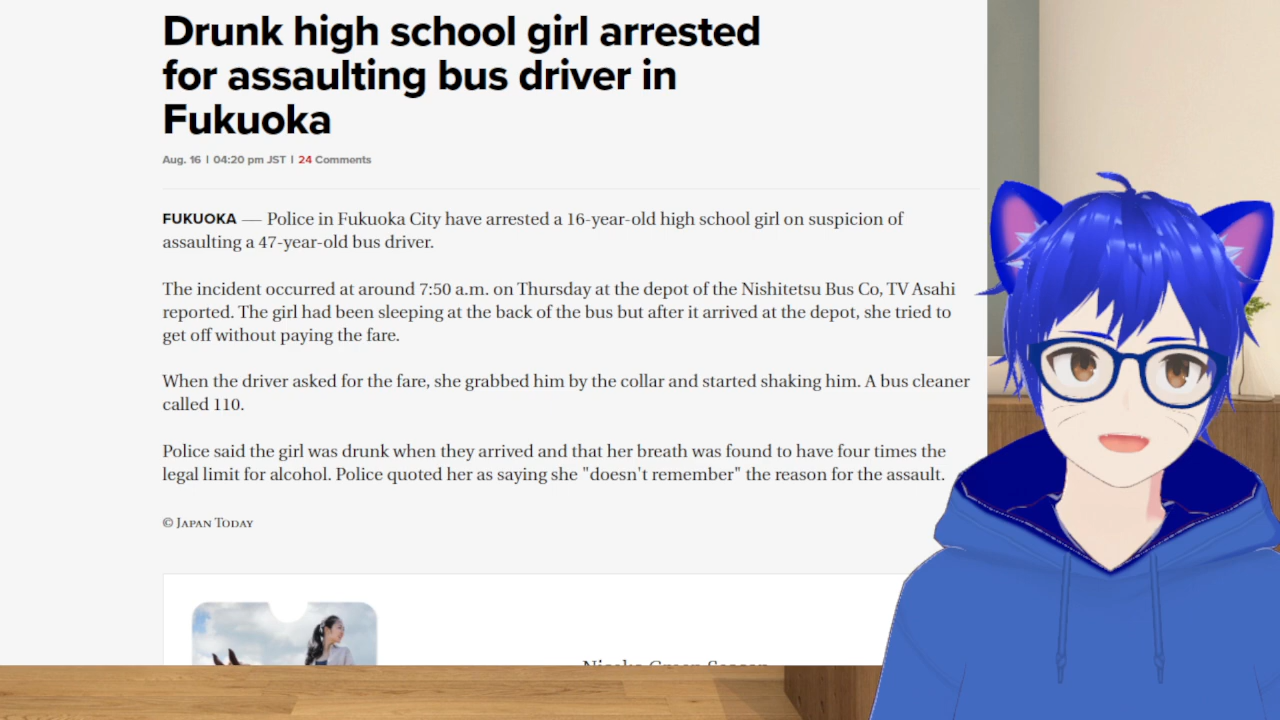 Drunk high school girl arrested
for assaulting bus driver in
Fukuoka
Aug. 16 | 04:20 pm JST | 24 Comments
FUKUOKA — Police in Fukuoka City have arrested a 16-year-old high school girl on suspicion of
assaulting a 47-year-old bus driver.
The incident occurred at around 7:50 a.m. on Thursday at the depot of the Nishitetsu Bus Co, TV Asahi
reported. The girl had been sleeping at the back of the bus but after it arrived at the depot, she tried to
get off without paying the fare.
When the driver asked for the fare, she grabbed him by the collar and started shaking him. A bus cleaner
called 110.
Police said the girl was drunk when they arrived and that her breath was found to have four times the
legal limit for alcohol. Police quoted her as saying she "doesn't remember" the reason for the assault.
© Japan Today